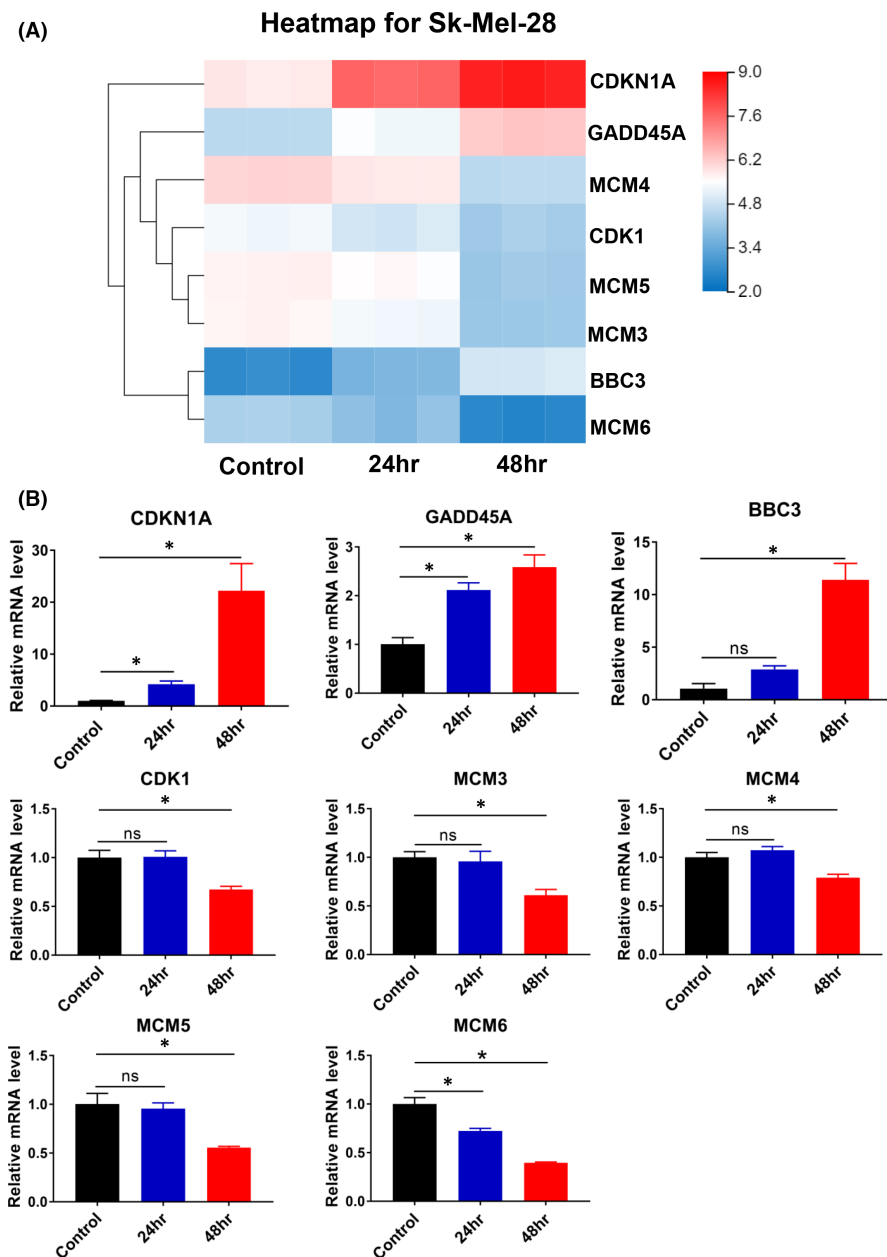 (A)
Heatmap for Sk-Mel-28
CDKN1A
GADD45A
MCM4
CDK1
MCM5
MCM3
BBC3
MCM6
9.0
7.6
6.2
4.8
3.4
2.0
Control 24hr 48hr
(B)
CDKN1A
Relative mRNA level
30
20
10
0
*
*
Control
24hr
48hr
GADD45A
Relative mRNA level
3
2
1
0
*
*
Control
24hr
48hr
BBC3
Relative mRNA level
15
10
5
0
*
ns
Control
24hr
48hr
CDK1
Relative mRNA level
1.5
1.0
0.5
0.0
*
ns
Control
24hr
48hr
MCM3
Relative mRNA level
1.5
1.0
0.5
0.0
*
ns
Control
24hr
48hr
MCM4
Relative mRNA level
1.5
1.0
0.5
0.0
*
ns
Control
24hr
48hr
MCM5
Relative mRNA level
1.5
1.0
0.5
0.0
*
ns
Control
24hr
48hr
MCM6
Relative mRNA level
1.5
1.0
0.5
0.0
*
*
Control
24hr
48hr